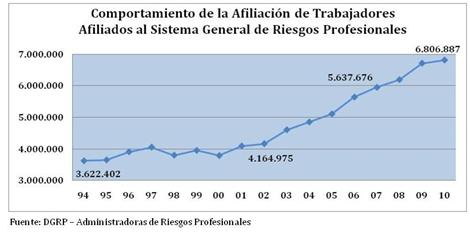 Comportamiento de la Afiliación de Trabajadores
Afiliados al Sistema General de Riesgos Profesionales
7.000.000
6.000.000
5.000.000
4.000.000
3.000.000
6.806.887
5.637.676
4.164.975
3.622.402
94 95 96 97 98 99 00 01 02 03 04 05 06 07 08 09 10
Fuente: DGRP – Administradoras de Riesgos Profesionales